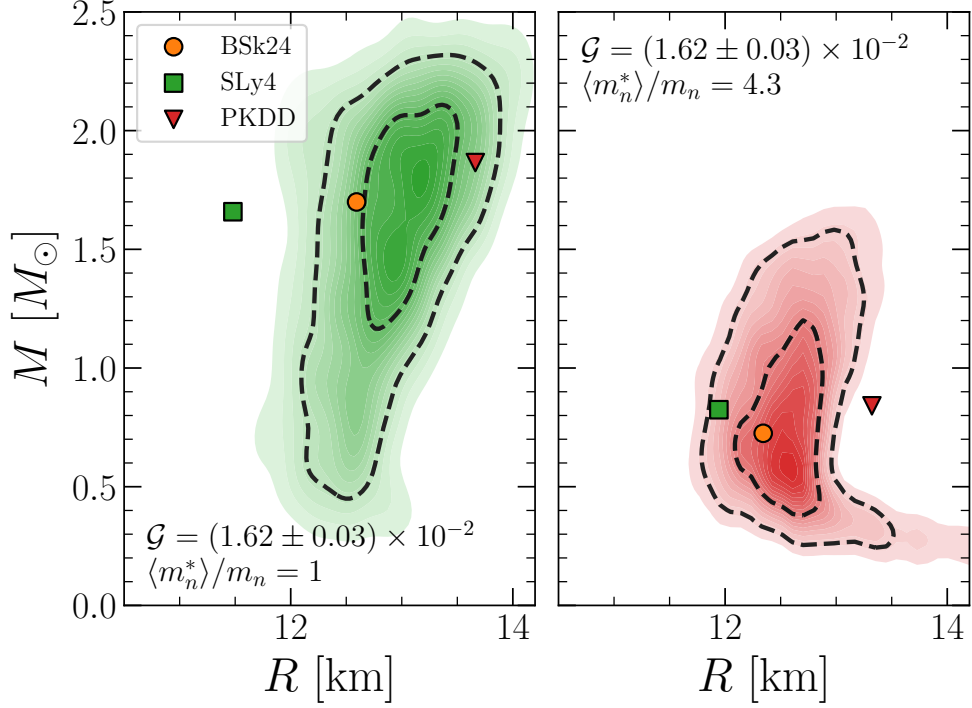 2.5
2.0
1.5
1.0
0.5
0.0
M [M⊙]
BSk24
SLy4
PKDD
𝒢 = (1.62 ± 0.03) × 10⁻²
⟨mₙ*⟩/mₙ = 1
12
14
R [km]
𝒢 = (1.62 ± 0.03) × 10⁻²
⟨mₙ*⟩/mₙ = 4.3
12
14
R [km]